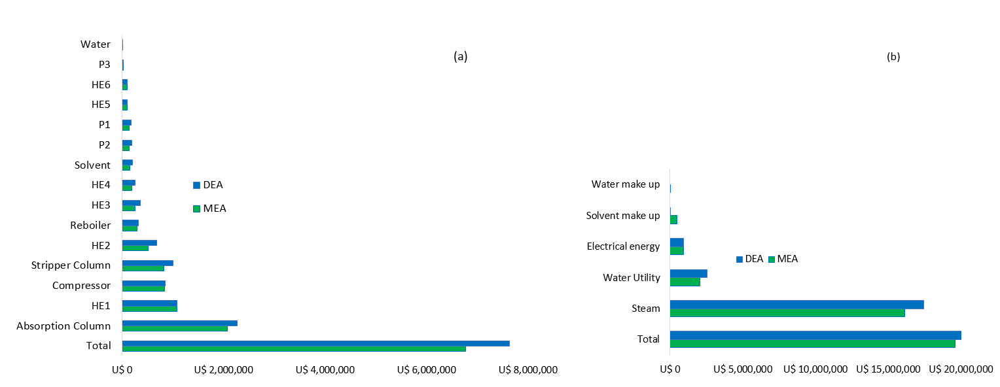 (a)
Water
P3
HE6
HE5
P1
P2
Solvent
HE4
HE3
Reboiler
HE2
Stripper Column
Compressor
HE1
Absorption Column
Total
DEA
MEA
U$ 0 U$ 2,000,000 U$ 4,000,000 U$ 6,000,000 U$ 8,000,000
(b)
Water make up
Solvent make up
Electrical energy
Water Utility
Steam
Total
DEA MEA
U$ 0 U$ 5,000,000 U$ 10,000,000 U$ 15,000,000 U$ 20,000,000